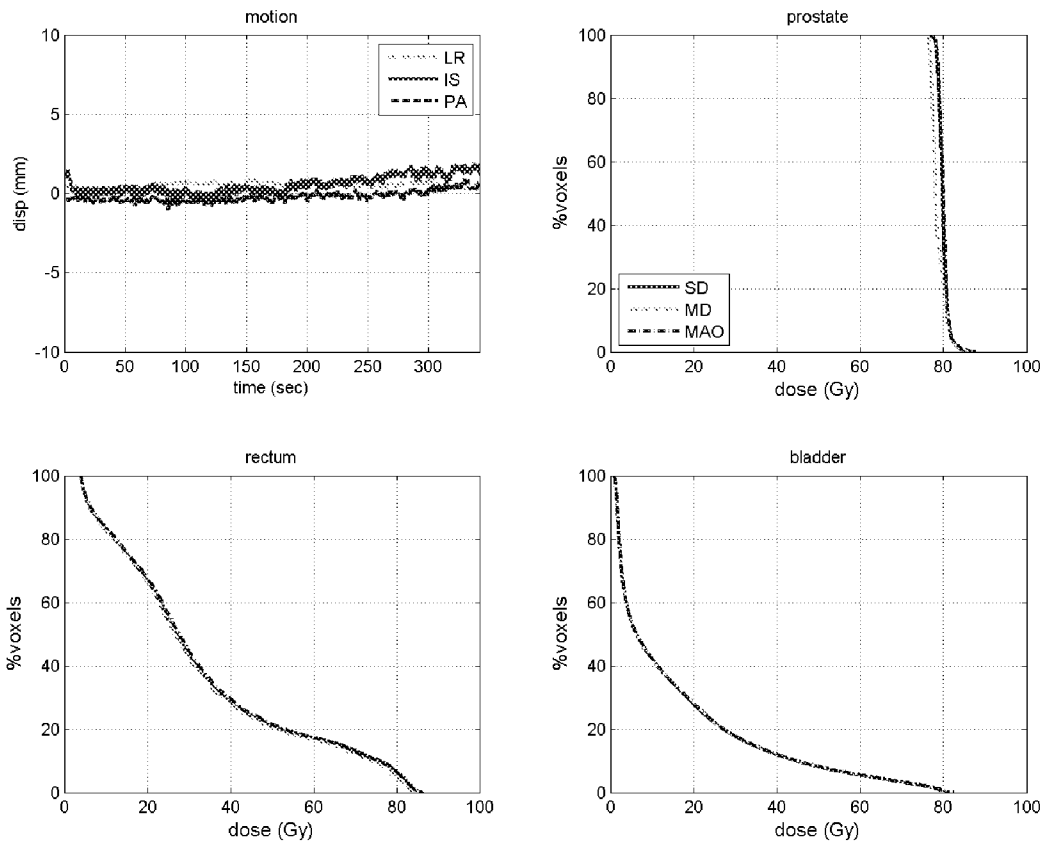 motion
10
5
0
-5
-10
disp (mm)
LR
IS
PA
0 50 100 150 200 250 300
time (sec)
prostate
100
80
60
40
20
0
%voxels
SD
MD
MAO
0 20 40 60 80 100
dose (Gy)
rectum
100
80
60
40
20
0
%voxels
0 20 40 60 80 100
dose (Gy)
bladder
100
80
60
40
20
0
%voxels
0 20 40 60 80 100
dose (Gy)